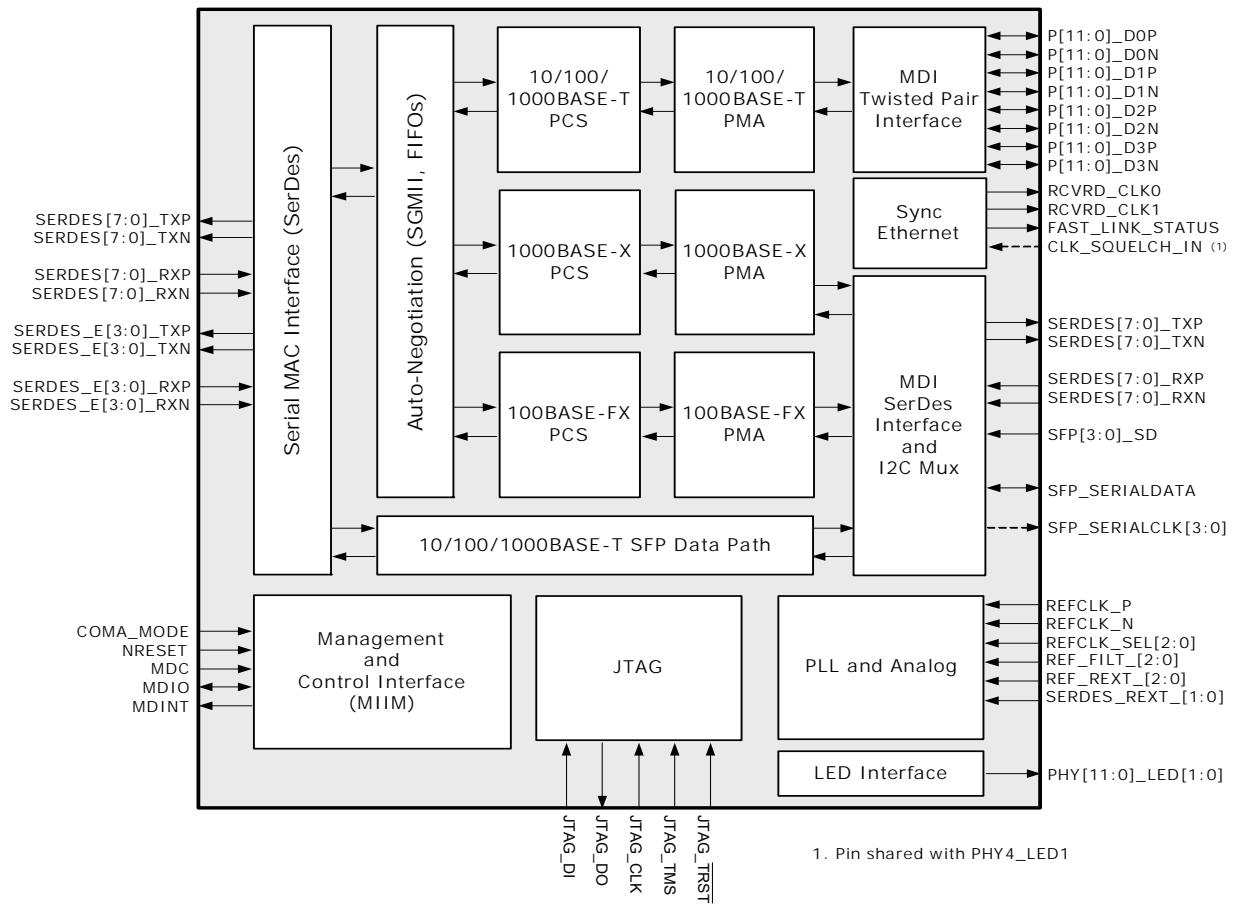 SERDES[7:0]_TXP
SERDES[7:0]_TXN
SERDES[7:0]_RXP
SERDES[7:0]_RXN
SERDES_E[3:0]_TXP
SERDES_E[3:0]_TXN
SERDES_E[3:0]_RXP
SERDES_E[3:0]_RXN
COMA_MODE
NRESET
MDC
MDIO
MDINT
Serial MAC Interface (SerDes)
Auto-Negotiation (SGMII, FIFOs)
10/100/
1000BASE-T
PCS
10/100/
1000BASE-T
PMA
MDI
Twisted Pair
Interface
1000BASE-X
PCS
1000BASE-X
PMA
Sync
Ethernet
100BASE-FX
PCS
100BASE-FX
PMA
MDI
SerDes
Interface
and
I2C Mux
10/100/1000BASE-T SFP Data Path
Management
and
Control Interface
(MIIM)
JTAG
PLL and Analog
LED Interface
P[11:0]_D0P
P[11:0]_D0N
P[11:0]_D1P
P[11:0]_D1N
P[11:0]_D2P
P[11:0]_D2N
P[11:0]_D3P
P[11:0]_D3N
RCVRD_CLK0
RCVRD_CLK1
FAST_LINK_STATUS
CLK_SQUELCH_IN (1)
SERDES[7:0]_TXP
SERDES[7:0]_TXN
SERDES[7:0]_RXP
SERDES[7:0]_RXN
SFP[3:0]_SD
SFP_SERIALDATA
SFP_SERIALCLK[3:0]
REFCLK_P
REFCLK_N
REFCLK_SEL[2:0]
REF_FILT_[2:0]
REF_REXT_[2:0]
SERDES_REXT_[1:0]
PHY[11:0]_LED[1:0]
JTAG_DI
JTAG_DO
JTAG_CLK
JTAG_TMS
JTAG_TRST
1. Pin shared with PHY4_LED1